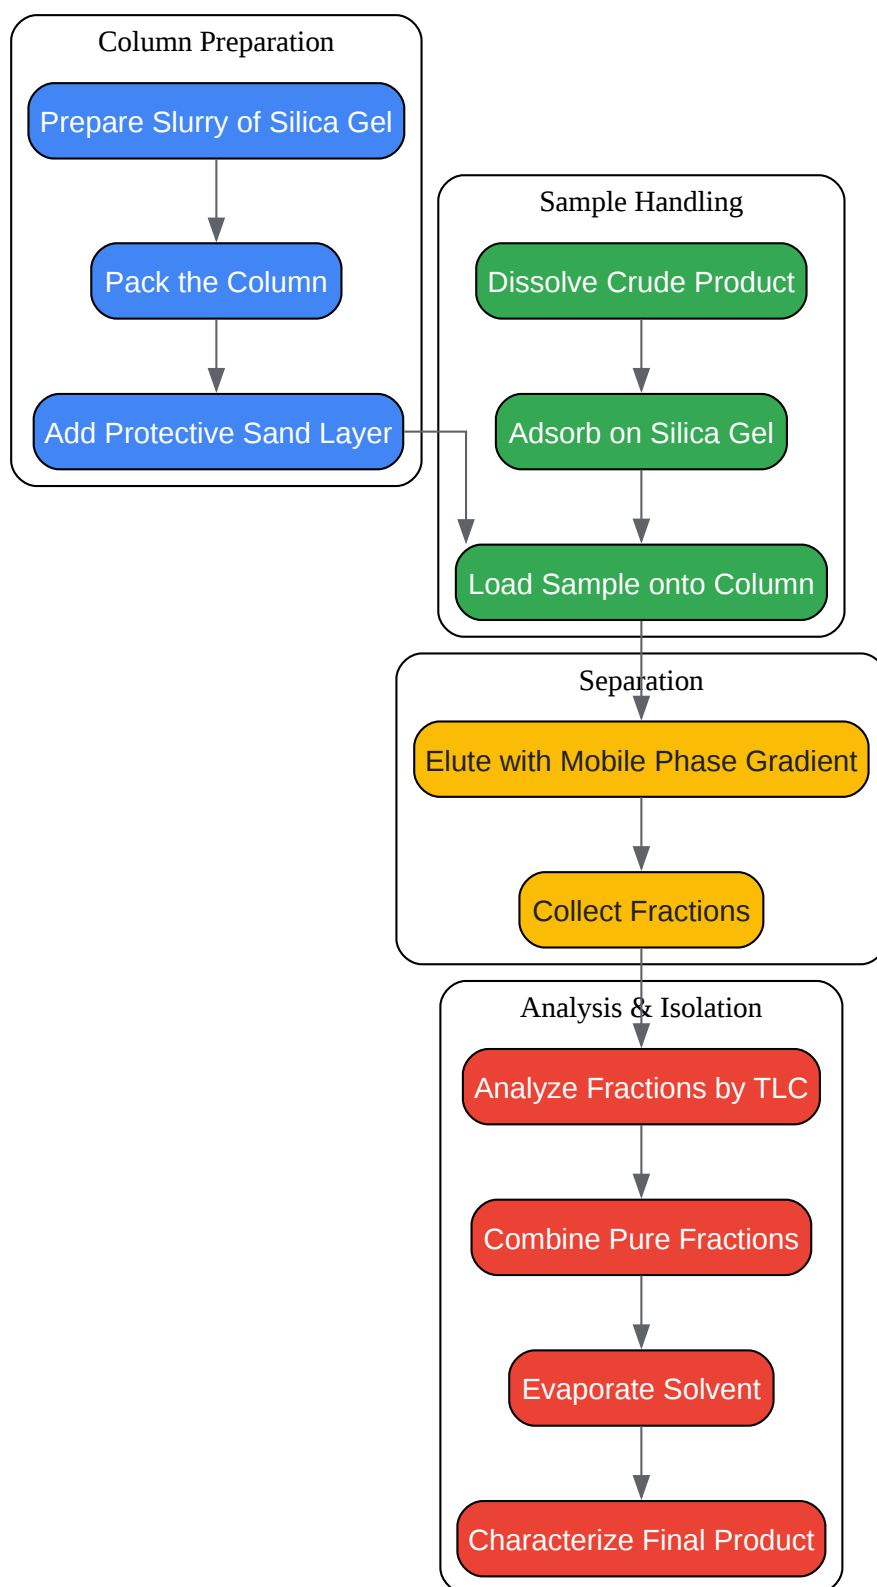 Column Preparation
Prepare Slurry of Silica Gel
Pack the Column
Add Protective Sand Layer
Sample Handling
Dissolve Crude Product
Adsorb on Silica Gel
Load Sample onto Column
Separation
Elute with Mobile Phase Gradient
Collect Fractions
Analysis & Isolation
Analyze Fractions by TLC
Combine Pure Fractions
Evaporate Solvent
Characterize Final Product